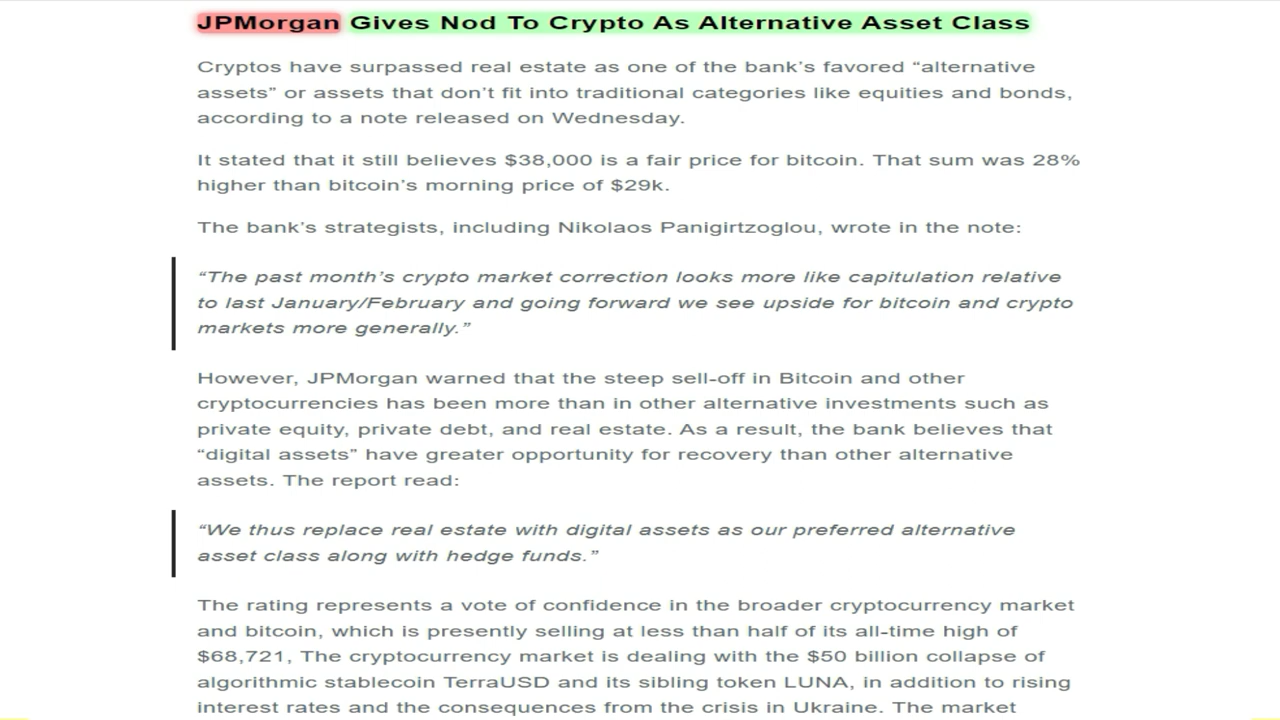 JPMorgan Gives Nod To Crypto As Alternative Asset Class
Cryptos have surpassed real estate as one of the bank’s favored “alternative
assets” or assets that don’t fit into traditional categories like equities and bonds,
according to a note released on Wednesday.
It stated that it still believes $38,000 is a fair price for bitcoin. That sum was 28%
higher than bitcoin’s morning price of $29k.
The bank’s strategists, including Nikolaos Panigirtzoglou, wrote in the note:
“The past month’s crypto market correction looks more like capitulation relative
to last January/February and going forward we see upside for bitcoin and crypto
markets more generally.”
However, JPMorgan warned that the steep sell-off in Bitcoin and other
cryptocurrencies has been more than in other alternative investments such as
private equity, private debt, and real estate. As a result, the bank believes that
“digital assets” have greater opportunity for recovery than other alternative
assets. The report read:
“We thus replace real estate with digital assets as our preferred alternative
asset class along with hedge funds.”
The rating represents a vote of confidence in the broader cryptocurrency market
and bitcoin, which is presently selling at less than half of its all-time high of
$68,721, The cryptocurrency market is dealing with the $50 billion collapse of
algorithmic stablecoin TerraUSD and its sibling token LUNA, in addition to rising
interest rates and the consequences from the crisis in Ukraine. The market